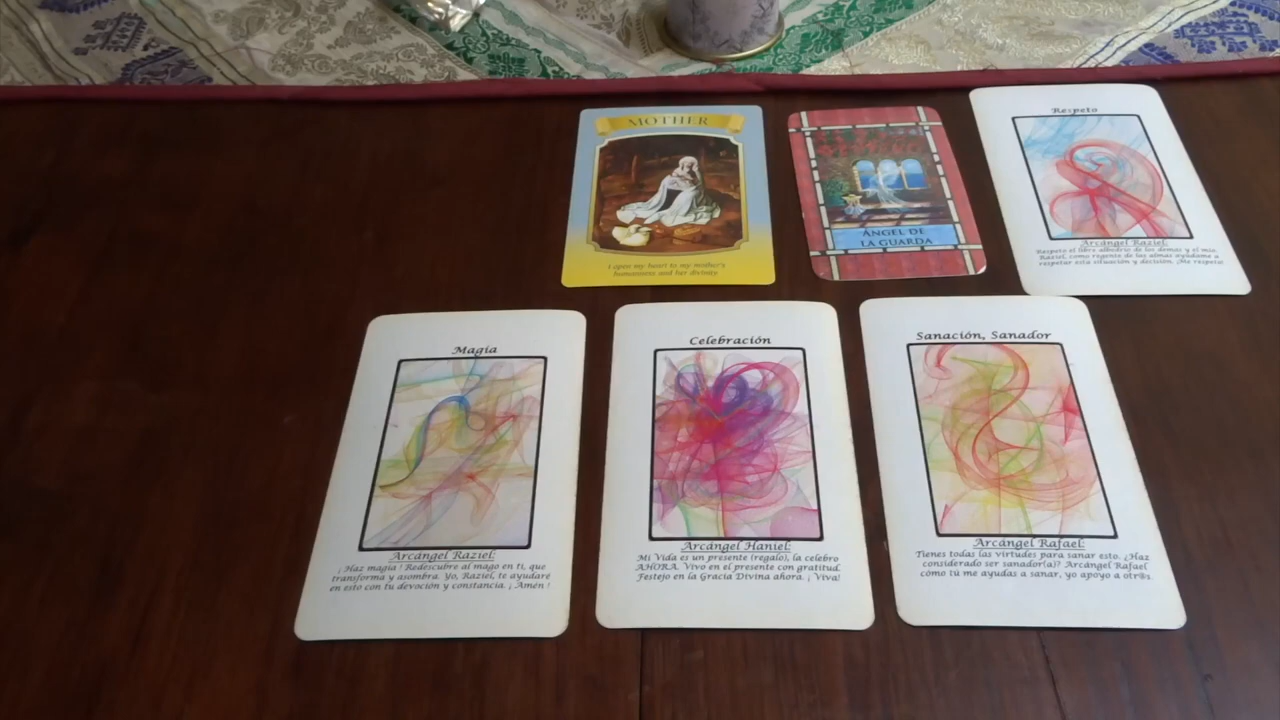 MOTHER
I open my heart to my mother's
humanness and her divinity
ÁNGEL DE
LA GUARDA
Respeto
Arcángel Raziel:
Respeto el libre albedrío de los demás y el mío.
Raziel, como regente de las almas ayúdame a
respetar esta situación y decisión. ¡Me respeto!
Magia
Arcángel Raziel:
¡ Haz magia ! Redescubre al mago en ti, que
transforma y asombra. Yo, Raziel, te ayudaré
en esto con tu devoción y constancia. ¡ Amén !
Celebración
Arcángel Haniel:
Mi Vida es un presente (regalo), la celebro
AHORA. Vivo en el presente con gratitud.
Festejo en la Gracia Divina ahora. ¡ Viva!
Sanación, Sanador
Arcángel Rafael:
Tienes todas las virtudes para sanar esto. ¿Haz
considerado ser sanador(a)? Arcángel Rafael
cómo tú me ayudas a sanar, yo apoyo a otr@s.